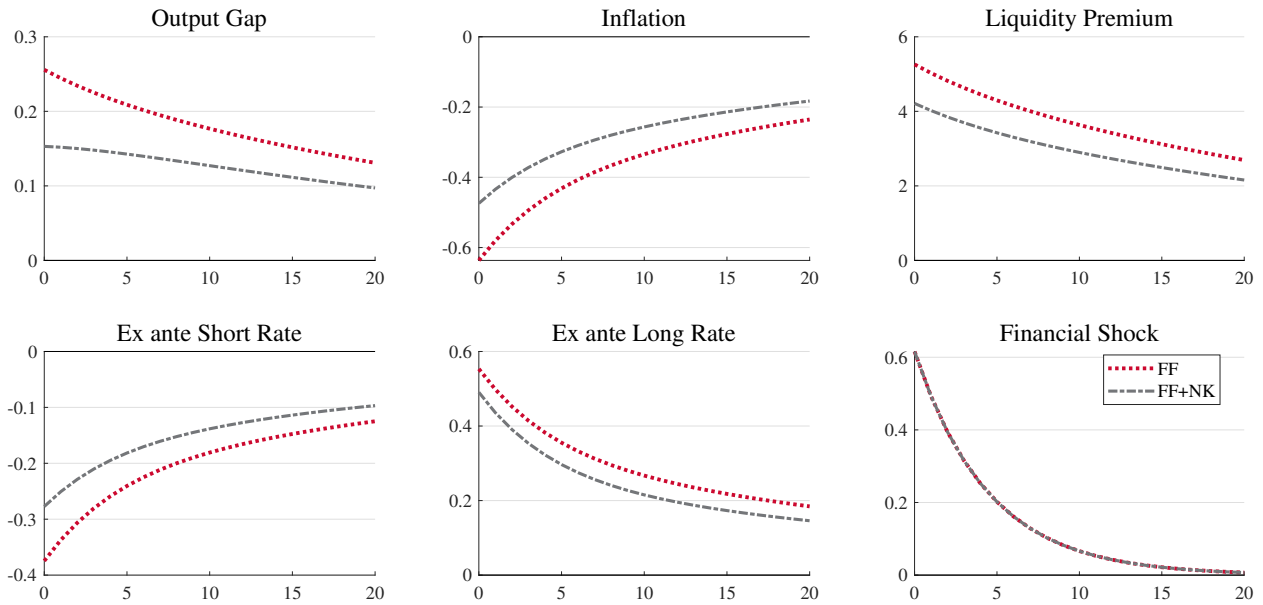 Output Gap
0.3
0.2
0.1
0
0 5 10 15 20
Inflation
0
-0.2
-0.4
-0.6
0 5 10 15 20
Liquidity Premium
6
4
2
0
0 5 10 15 20
Ex ante Short Rate
0
-0.1
-0.2
-0.3
-0.4
0 5 10 15 20
Ex ante Long Rate
0.6
0.4
0.2
0
0 5 10 15 20
Financial Shock
0.6
0.4
0.2
0
0 5 10 15 20
FF
FF+NK